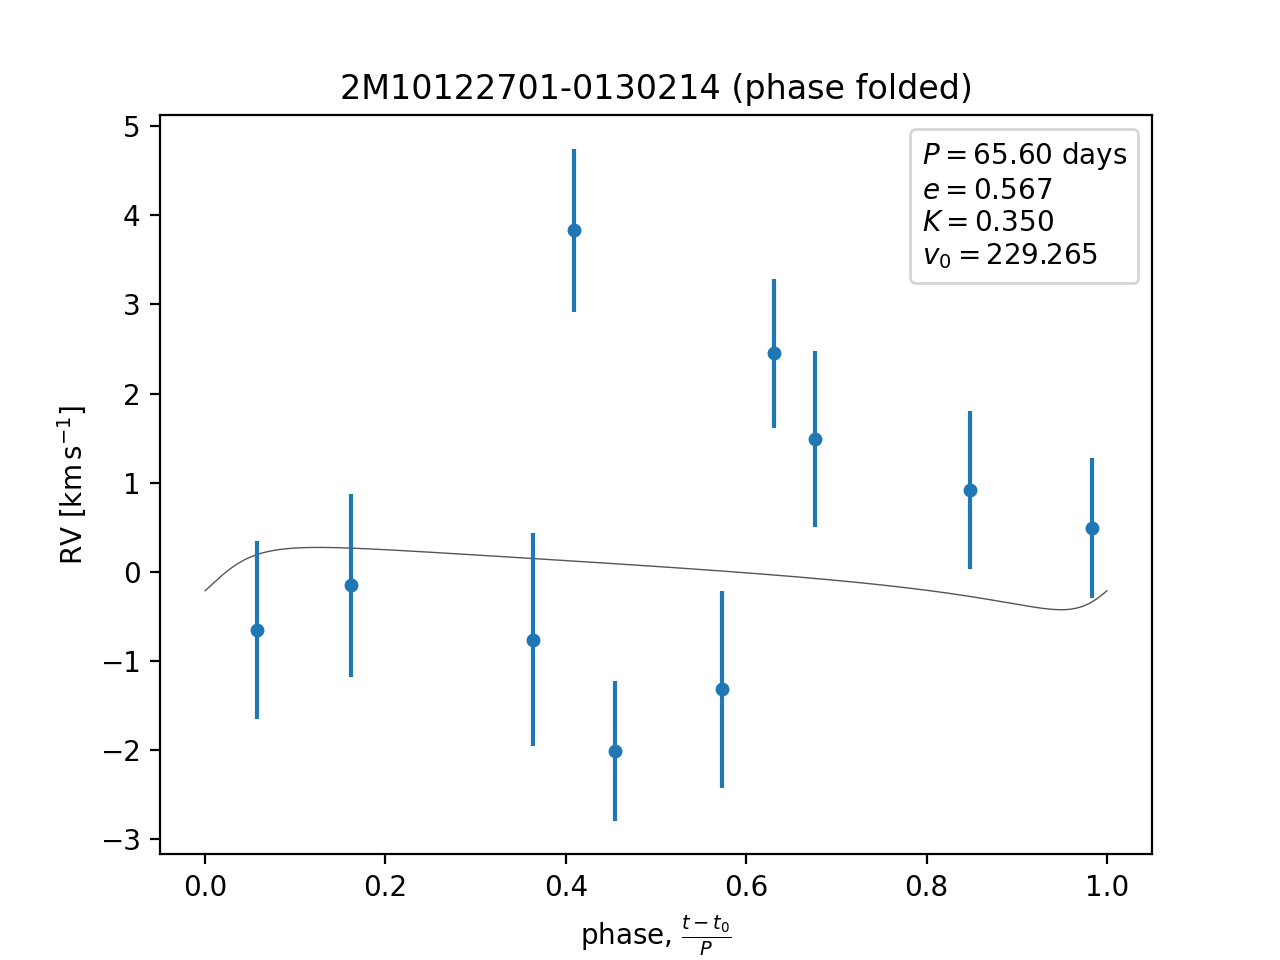 2M10122701-0130214 (phase folded)
P = 65.60 days
e = 0.567
K = 0.350
v₀ = 229.265
RV [km s⁻¹]
5
4
3
2
1
0
−1
−2
−3
0.0 0.2 0.4 0.6 0.8 1.0
phase, (t − t₀)/P